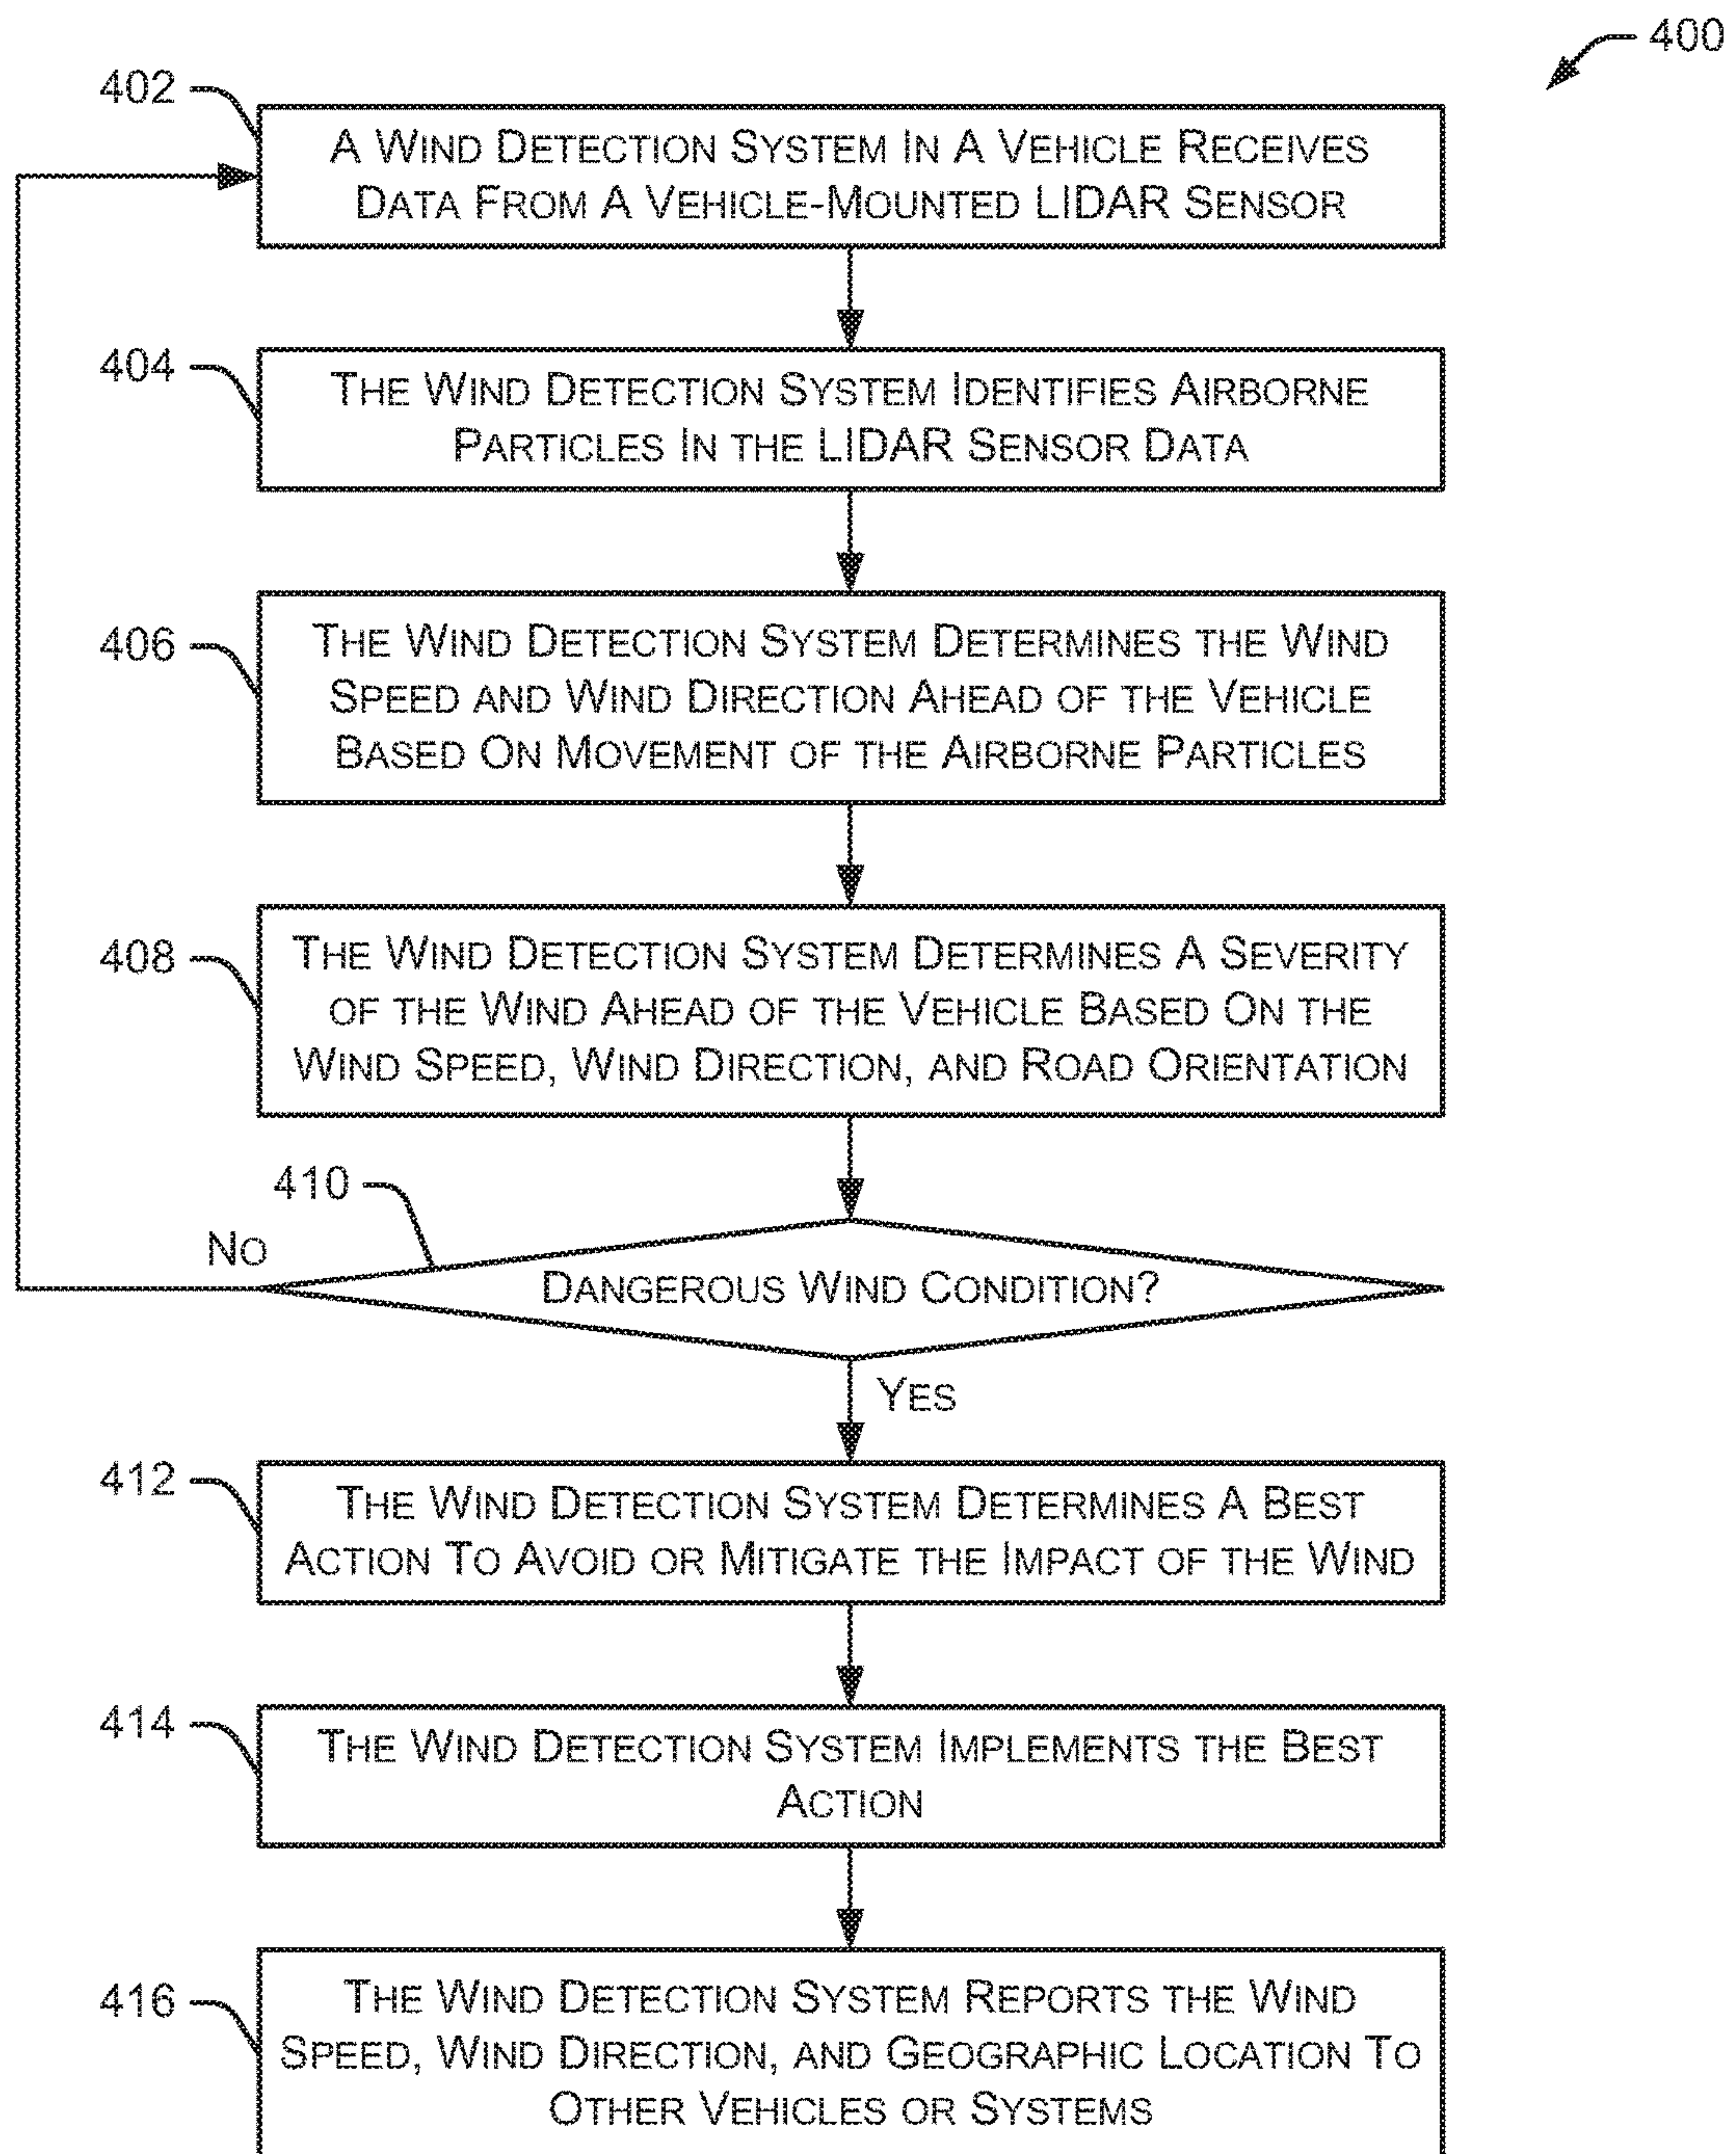 400
402
A WIND DETECTION SYSTEM IN A VEHICLE RECEIVES
DATA FROM A VEHICLE-MOUNTED LIDAR SENSOR
404
THE WIND DETECTION SYSTEM IDENTIFIES AIRBORNE
PARTICLES IN THE LIDAR SENSOR DATA
406
THE WIND DETECTION SYSTEM DETERMINES THE WIND
SPEED AND WIND DIRECTION AHEAD OF THE VEHICLE
BASED ON MOVEMENT OF THE AIRBORNE PARTICLES
408
THE WIND DETECTION SYSTEM DETERMINES A SEVERITY
OF THE WIND AHEAD OF THE VEHICLE BASED ON THE
WIND SPEED, WIND DIRECTION, AND ROAD ORIENTATION
410
NO
DANGEROUS WIND CONDITION?
YES
412
THE WIND DETECTION SYSTEM DETERMINES A BEST
ACTION TO AVOID OR MITIGATE THE IMPACT OF THE WIND
414
THE WIND DETECTION SYSTEM IMPLEMENTS THE BEST
ACTION
416
THE WIND DETECTION SYSTEM REPORTS THE WIND
SPEED, WIND DIRECTION, AND GEOGRAPHIC LOCATION TO
OTHER VEHICLES OR SYSTEMS